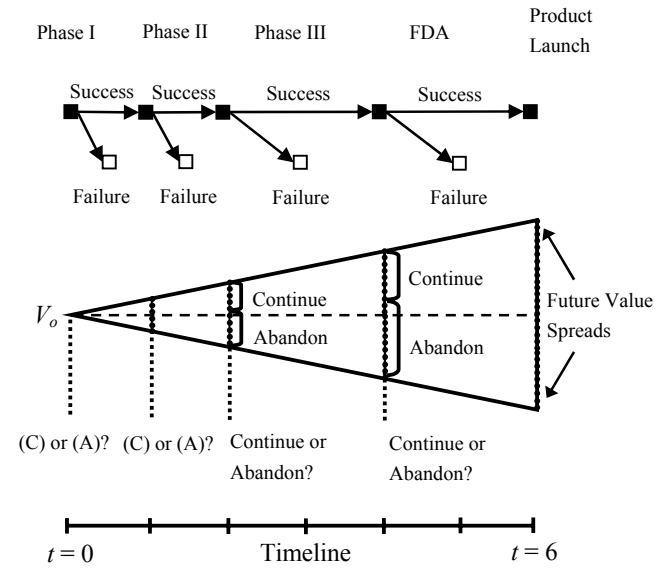 Phase I
Phase II
Phase III
FDA
Product
Launch
Success
Success
Success
Success
Failure
Failure
Failure
Failure
Continue
Continue
Vo
Abandon
Abandon
Future Value
Spreads
(C) or (A)?
(C) or (A)?
Continue or
Abandon?
Continue or
Abandon?
t = 0
Timeline
t = 6